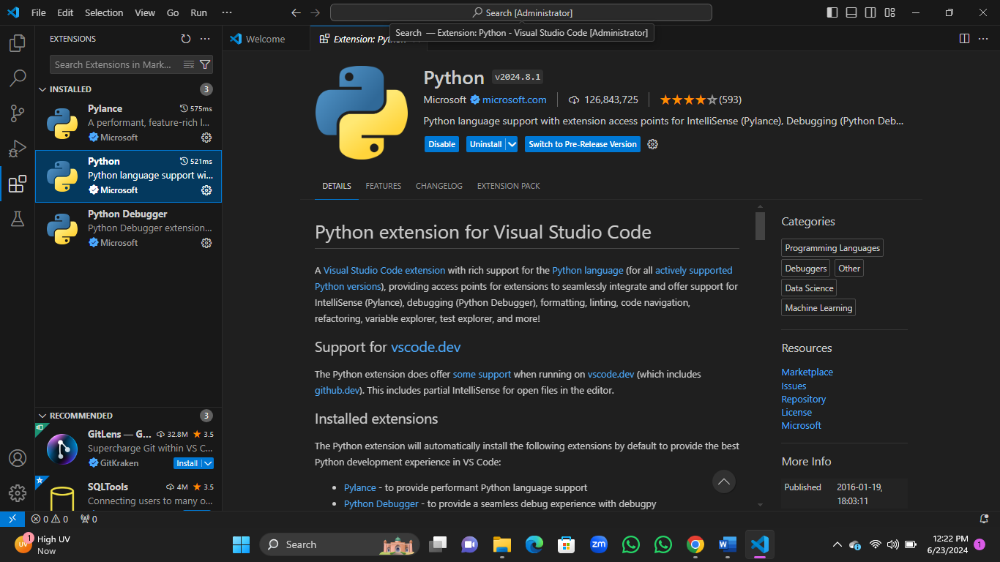 File Edit Selection View Go Run ···
Search [Administrator]
Search — Extension: Python - Visual Studio Code [Administrator]
EXTENSIONS
Search Extensions in Mark...
INSTALLED 3
Pylance 575ms
A performant, feature-rich l...
Microsoft
Python 521ms
Python language support wi...
Microsoft
Python Debugger
Python Debugger extension...
Microsoft
RECOMMENDED 3
GitLens — G... 32.8M 3.5
Supercharge Git within VS C...
GitKraken Install
SQLTools 4M 3.5
Connecting users to many o...
Welcome
Extension: Pyth
Python v2024.8.1
Microsoft microsoft.com 126,843,725 (593)
Python language support with extension access points for IntelliSense (Pylance), Debugging (Python Deb...
Disable Uninstall Switch to Pre-Release Version
DETAILS FEATURES CHANGELOG EXTENSION PACK
Python extension for Visual Studio Code
A Visual Studio Code extension with rich support for the Python language (for all actively supported
Python versions), providing access points for extensions to seamlessly integrate and offer support for
IntelliSense (Pylance), debugging (Python Debugger), formatting, linting, code navigation,
refactoring, variable explorer, test explorer, and more!
Support for vscode.dev
The Python extension does offer some support when running on vscode.dev (which includes
github.dev). This includes partial IntelliSense for open files in the editor.
Installed extensions
The Python extension will automatically install the following extensions by default to provide the best
Python development experience in VS Code:
• Pylance - to provide performant Python language support
• Python Debugger - to provide a seamless debug experience with debugpy
Categories
Programming Languages
Debuggers Other
Data Science
Machine Learning
Resources
Marketplace
Issues
Repository
License
Microsoft
More Info
Published 2016-01-19,
18:03:11
0 0 0
1
UV
High UV
Now
Search
zm
W
12:22 PM
6/23/2024
1